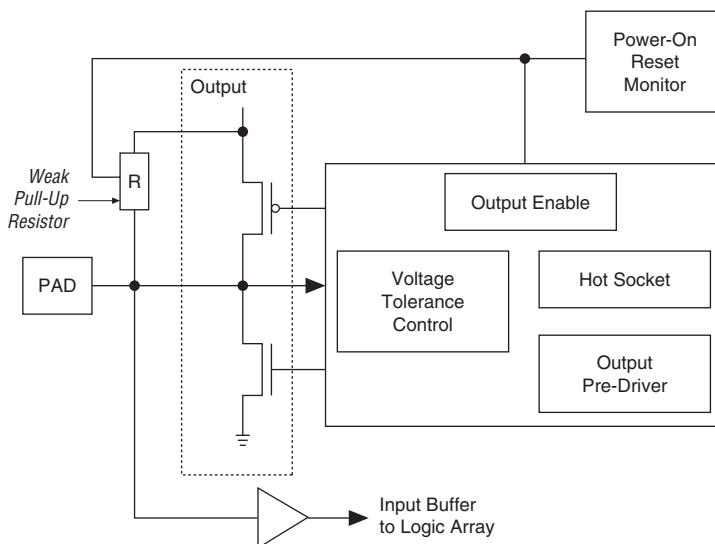 Power-On
Reset
Monitor
Output
R
Weak
Pull-Up
Resistor
Output Enable
PAD
Voltage
Tolerance
Control
Hot Socket
Output
Pre-Driver
Input Buffer
to Logic Array